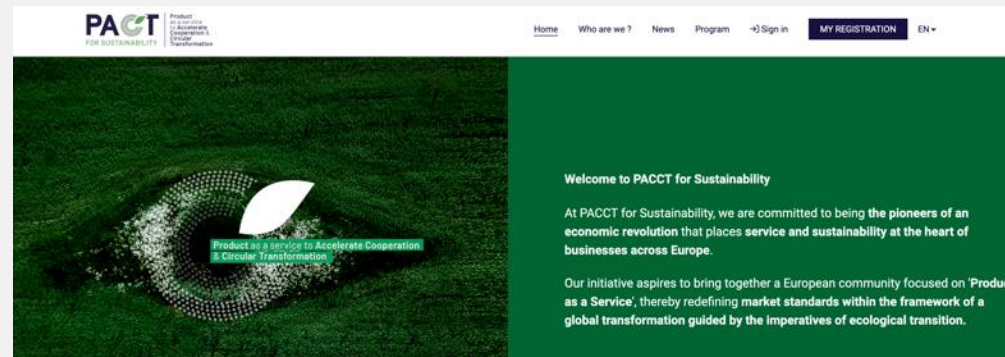 PACCT
FOR SUSTAINABILITY
Product
as a service
to Accelerate
Cooperation &
Circular
Transformation
Home Who are we ? News Program Sign in MY REGISTRATION EN
Product as a service to Accelerate Cooperation
& Circular Transformation
Welcome to PACCT for Sustainability
At PACCT for Sustainability, we are committed to being the pioneers of an
economic revolution that places service and sustainability at the heart of
businesses across Europe.
Our initiative aspires to bring together a European community focused on 'Produc
as a Service', thereby redefining market standards within the framework of a
global transformation guided by the imperatives of ecological transition.